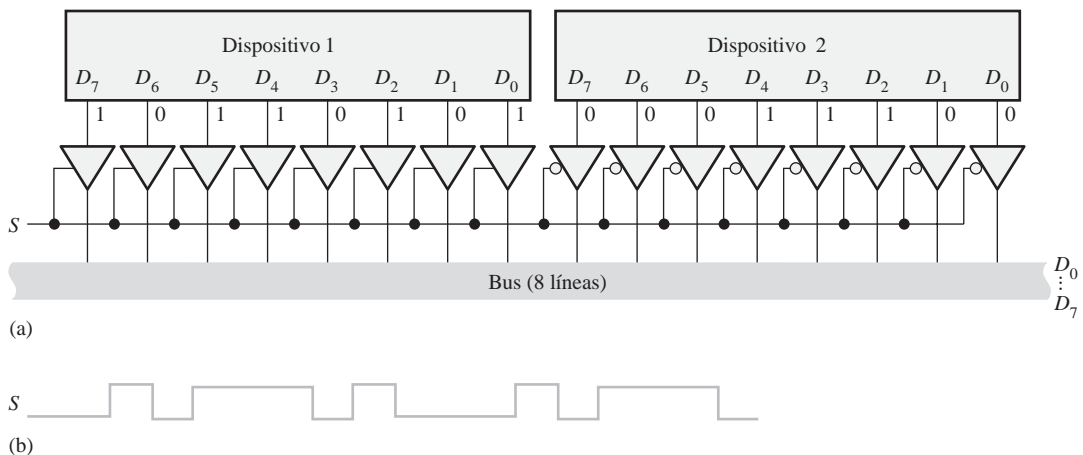 Dispositivo 1 Dispositivo 2
D7 D6 D5 D4 D3 D2 D1 D0 D7 D6 D5 D4 D3 D2 D1 D0
1 0 1 1 0 1 0 1 0 0 0 1 1 1 0 0
S
Bus (8 líneas) D0
⋮
D7
(a)
S
(b)